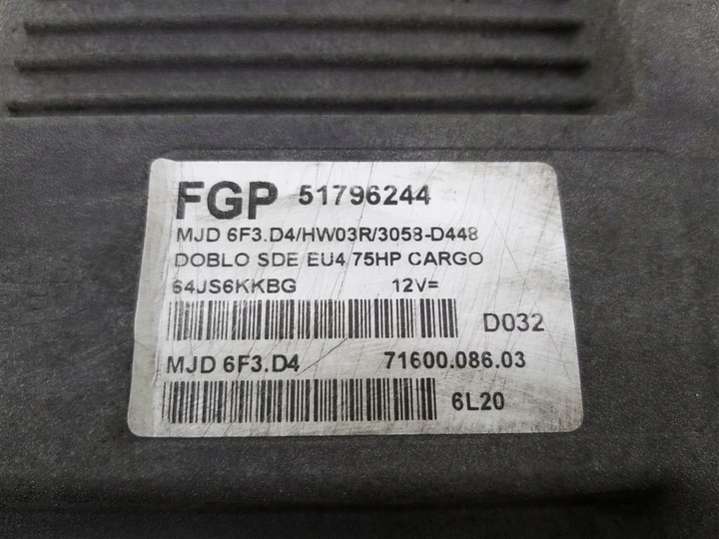 FGP 51796244
MJD 6F3.D4/HW03R/3058-D448
DOBLO SDE EU4 75HP CARGO
64JS6KKBG 12V=
D032
MJD 6F3.D4 71600.086.03
6L20